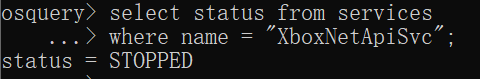 osquery> select status from services
...> where name = "XboxNetApiSvc";
status = STOPPED